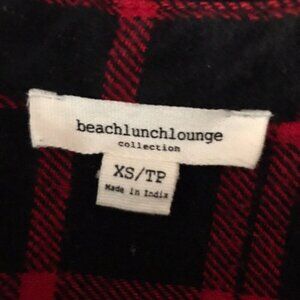 beachlunchlounge
collection
XS/TP
Made in India